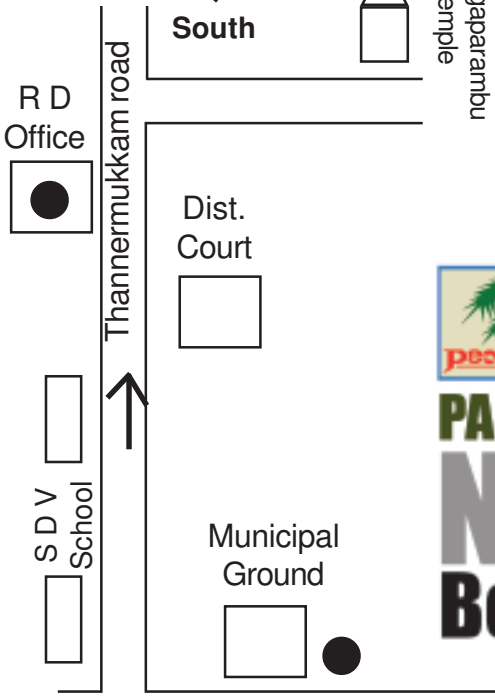 South
R D
Office
Thannermukkam road
Dist.
Court
S D V
School
Municipal
Ground